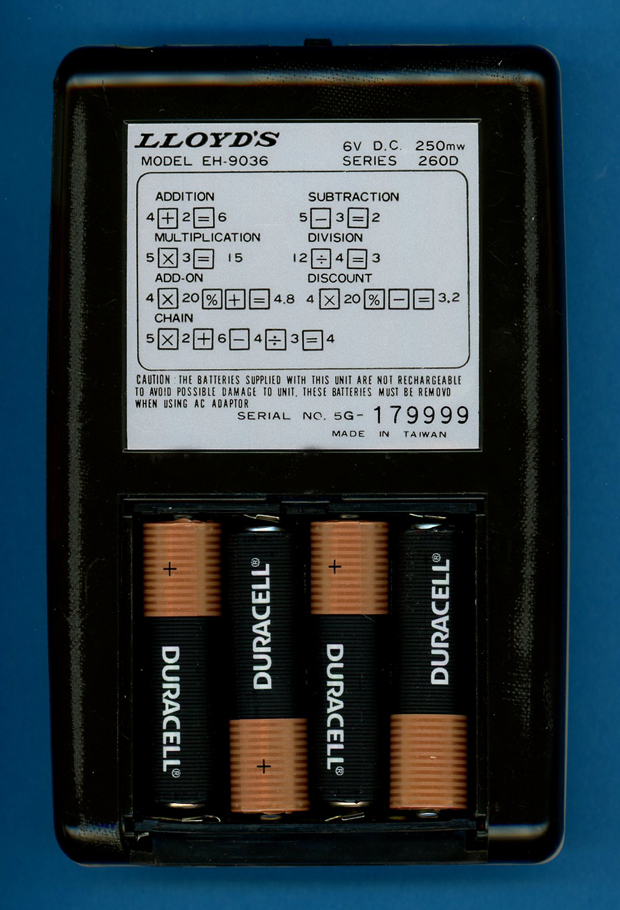 LLOYD'S
MODEL EH-9036
6V D.C. 250mw
SERIES 260D
ADDITION
4 + 2 = 6
SUBTRACTION
5 − 3 = 2
MULTIPLICATION
5 × 3 = 15
DIVISION
12 ÷ 4 = 3
ADD-ON
4 × 20 % + = 4.8
DISCOUNT
4 × 20 % − = 3.2
CHAIN
5 × 2 + 6 − 4 ÷ 3 = 4
CAUTION : THE BATTERIES SUPPLIED WITH THIS UNIT ARE NOT RECHARGEABLE
TO AVOID POSSIBLE DAMAGE TO UNIT, THESE BATTERIES MUST BE REMOVD
WHEN USING AC ADAPTOR
SERIAL NO. 5G- 179999
MADE IN TAIWAN
+ DURACELL®
DURACELL® +
+ DURACELL®
DURACELL®